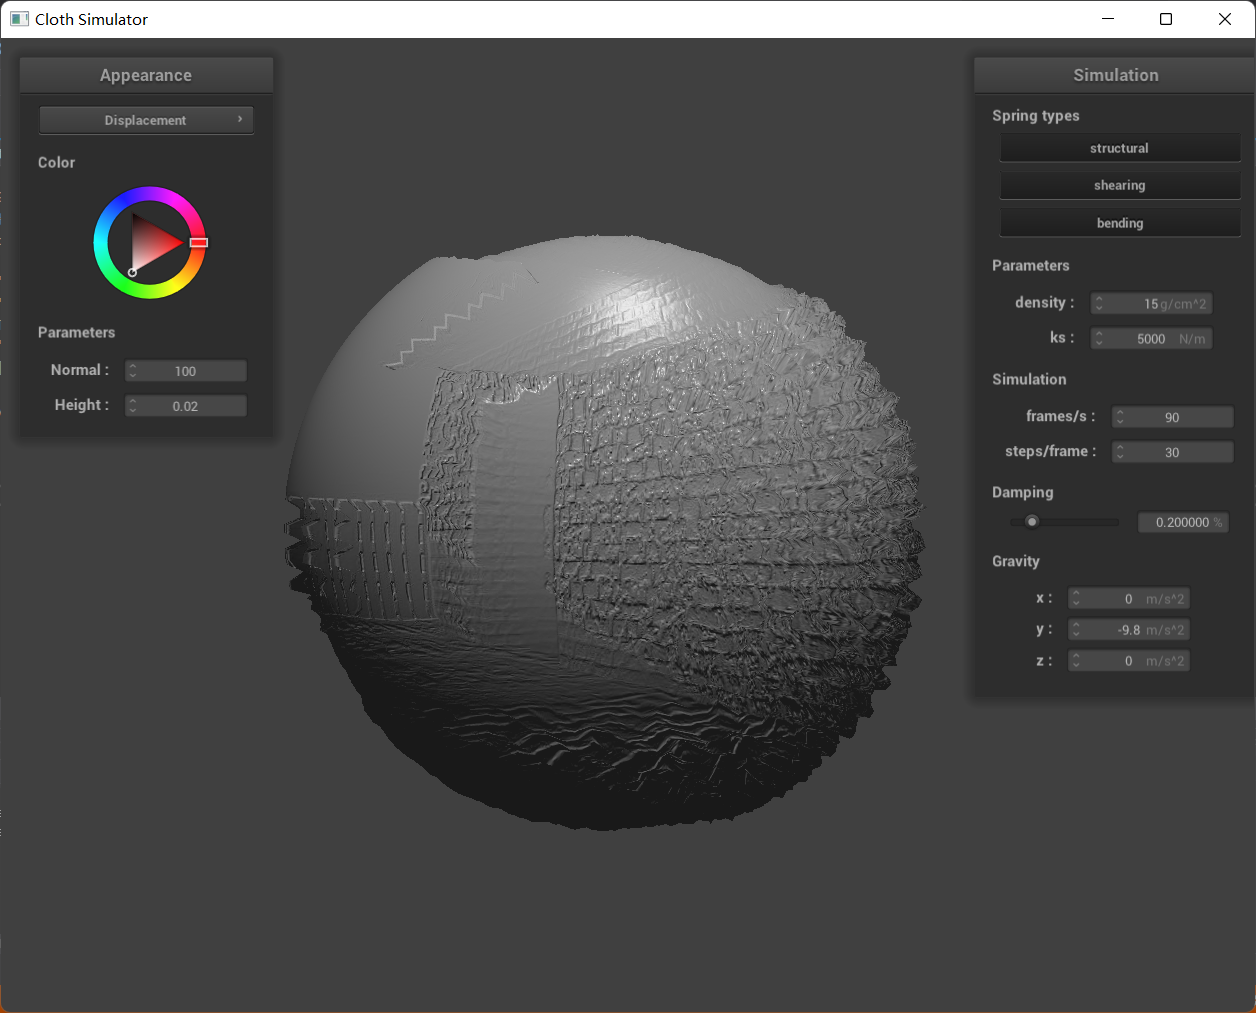 Cloth Simulator
Appearance
Displacement
Color
Parameters
Normal : 100
Height : 0.02
Simulation
Spring types
structural
shearing
bending
Parameters
density : 15 g/cm^2
ks : 5000 N/m
Simulation
frames/s : 90
steps/frame : 30
Damping
0.200000 %
Gravity
x : 0 m/s^2
y : -9.8 m/s^2
z : 0 m/s^2